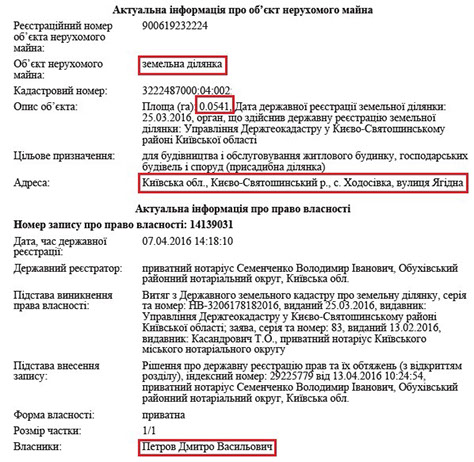 Актуальна інформація про об’єкт нерухомого майна
Реєстраційний номер 900619232224
об’єкта нерухомого
майна:
Об’єкт нерухомого земельна ділянка
майна:
Кадастровий номер: 3222487000:04:002:
Опис об’єкта: Площа (га): 0.0541, Дата державної реєстрації земельної ділянки:
25.03.2016, орган, що здійснив державну реєстрацію земельної
ділянки: Управління Держгеокадастру у Києво-Святошинському
районі Київської області
Цільове призначення: для будівництва і обслуговування житлового будинку, господарських
будівель і споруд (присадибна ділянка)
Адреса: Київська обл., Києво-Святошинський р., с. Ходосівка, вулиця Ягідна
Актуальна інформація про право власності
Номер запису про право власності: 14139031
Дата, час державної 07.04.2016 14:18:10
реєстрації:
Державний реєстратор: приватний нотаріус Семенченко Володимир Іванович, Обухівський
районний нотаріальний округ, Київська обл.
Підстава виникнення Витяг з Державного земельного кадастру про земельну ділянку, серія
права власності: та номер: НВ-3206178182016, виданий 25.03.2016, видавник:
Управління Держгеокадастру у Києво-Святошинському районі
Київської області; заява, серія та номер: 83, виданий 13.02.2016,
видавник: Касандрович Т.О., приватний нотаріус Київського
міського нотаріального округу
Підстава внесення Рішення про державну реєстрацію прав та їх обтяжень (з відкриттям
запису: розділу), індексний номер: 29225779 від 13.04.2016 10:24:54,
приватний нотаріус Семенченко Володимир Іванович, Обухівський
районний нотаріальний округ, Київська обл.
Форма власності: приватна
Розмір частки: 1/1
Власники: Петров Дмитро Васильович